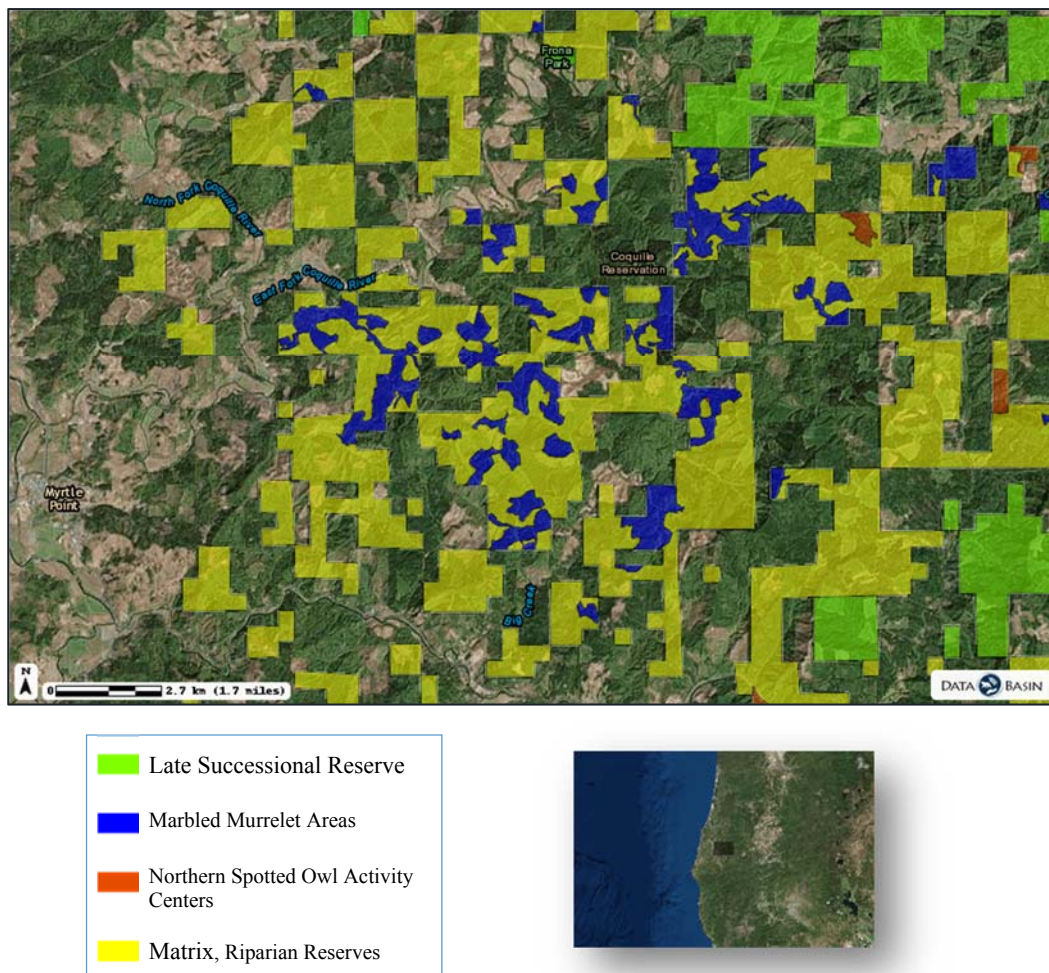 Frona
Park
North Fork Coquille River
Coquille
Reservation
East Fork Coquille River
Myrtle
Point
Big Creek
N
0 2.7 km (1.7 miles)
DATA BASIN
Late Successional Reserve
Marbled Murrelet Areas
Northern Spotted Owl Activity
Centers
Matrix, Riparian Reserves